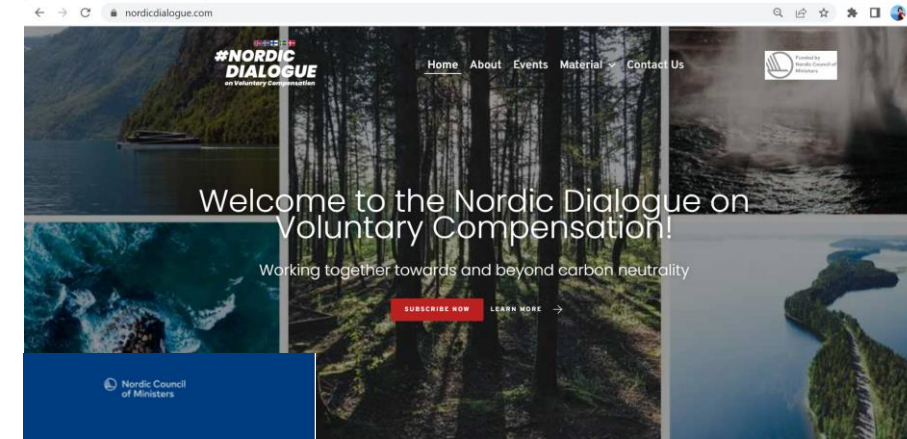 nordicdialogue.com
#NORDIC
DIALOGUE
on Voluntary Compensation
Home About Events Material Contact Us
Funded by
Nordic Council of
Ministers
Welcome to the Nordic Dialogue on
Voluntary Compensation!
Working together towards and beyond carbon neutrality
SUBSCRIBE NOW LEARN MORE →
Nordic Council
of Ministers